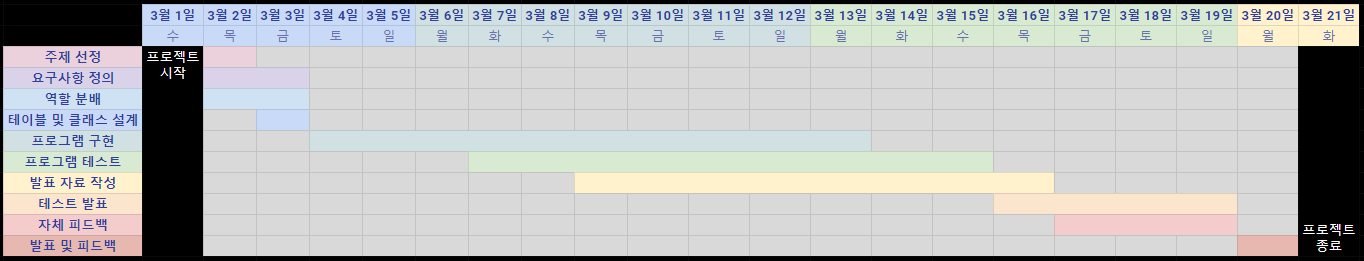 3월 1일 3월 2일 3월 3일 3월 4일 3월 5일 3월 6일 3월 7일 3월 8일 3월 9일 3월 10일 3월 11일 3월 12일 3월 13일 3월 14일 3월 15일 3월 16일 3월 17일 3월 18일 3월 19일 3월 20일 3월 21일
수 목 금 토 일 월 화 수 목 금 토 일 월 화 수 목 금 토 일 월 화
주제 선정 프로젝트
시작
요구사항 정의
역할 분배
테이블 및 클래스 설계
프로그램 구현
프로그램 테스트
발표 자료 작성
테스트 발표
자체 피드백
발표 및 피드백
프로젝트
종료